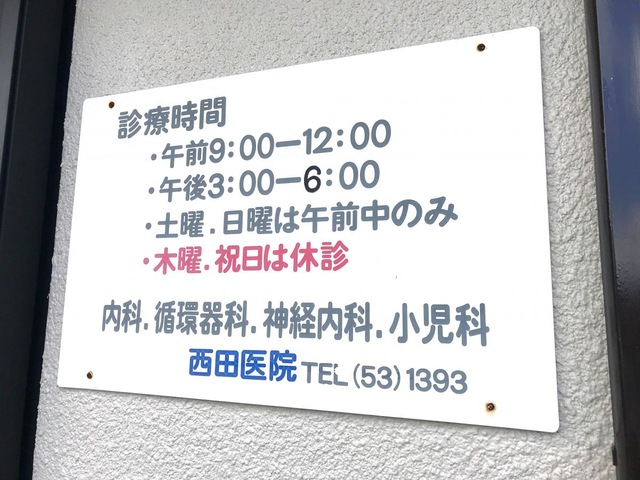 診療時間
・午前9:00ー12:00
・午後3:00ー6:00
・土曜.日曜は午前中のみ
・木曜.祝日は休診
内科.循環器科.神経内科.小児科
西田医院 TEL(53)1393